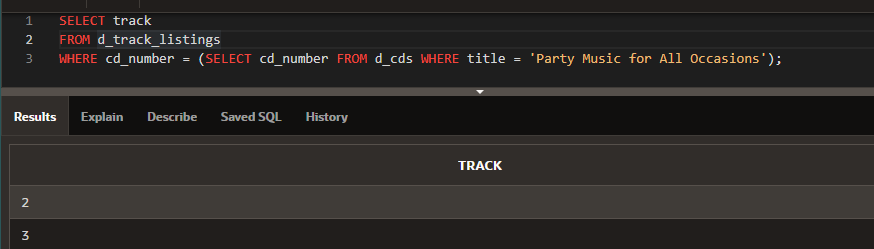 1 SELECT track
2 FROM d_track_listings
3 WHERE cd_number = (SELECT cd_number FROM d_cds WHERE title = 'Party Music for All Occasions');
Results Explain Describe Saved SQL History
TRACK
2
3